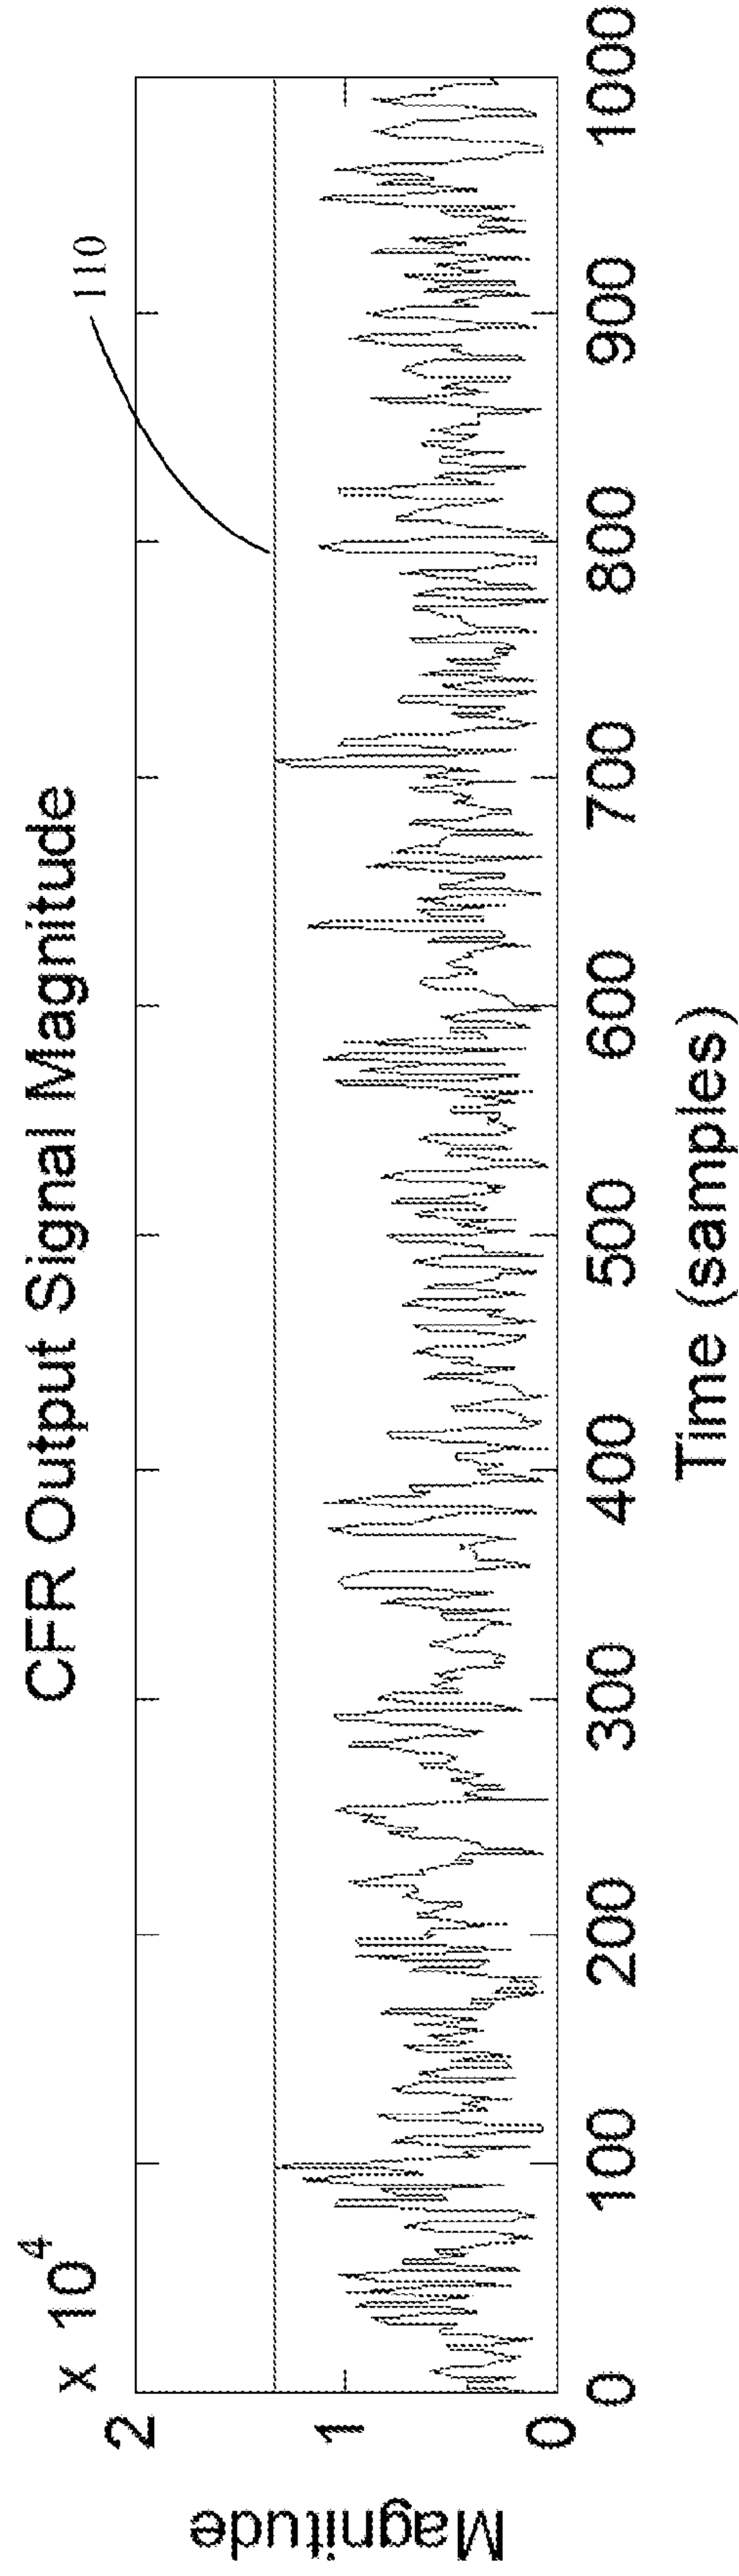 CFR Output Signal Magnitude
x 10^4
110
2
1
0
Magnitude
0 100 200 300 400 500 600 700 800 900 1000
Time (samples)